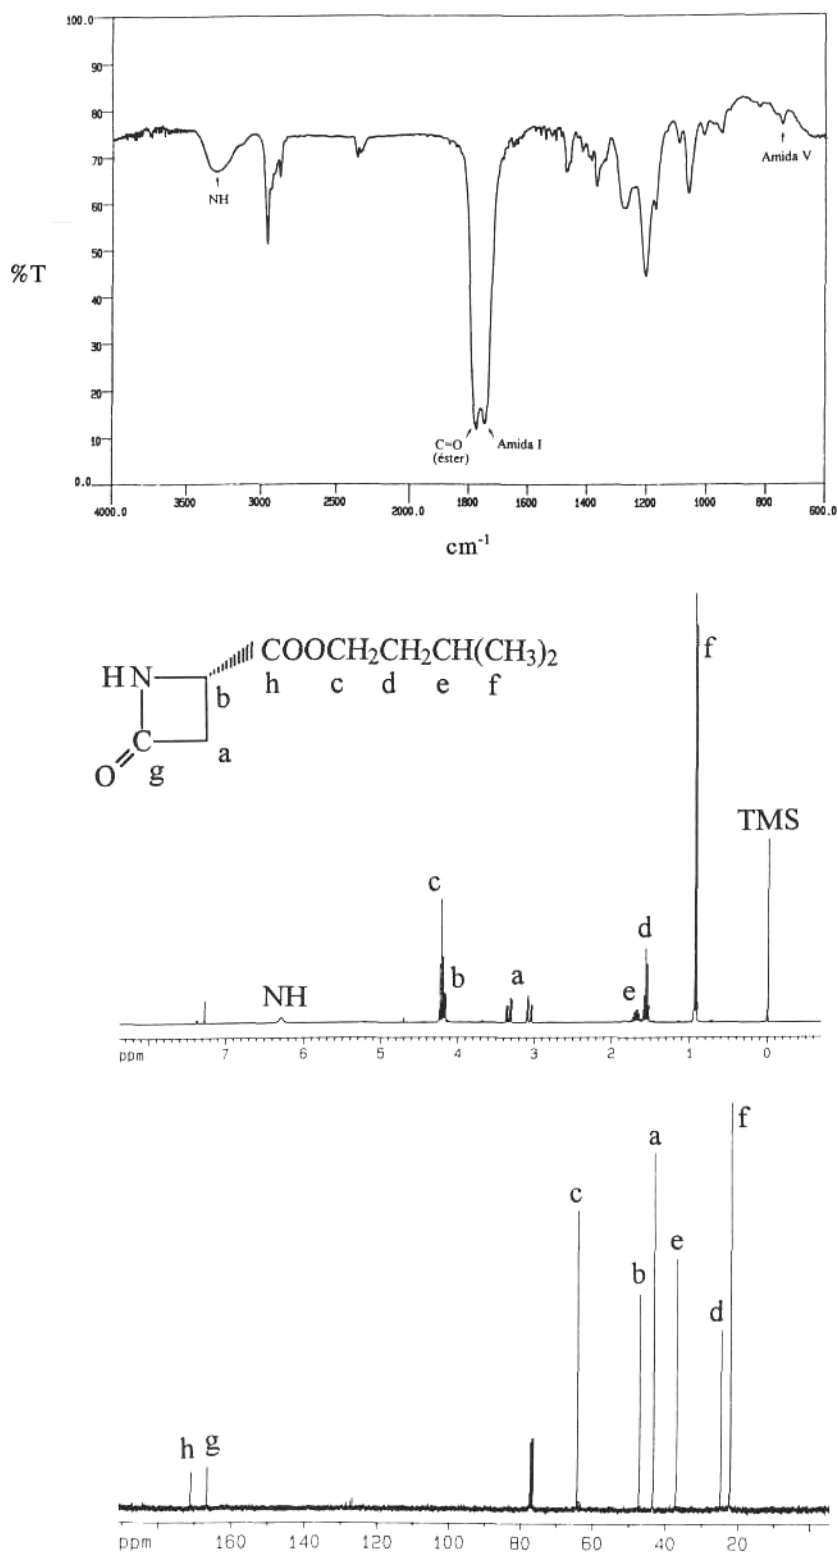 100.0
90
80
70
60
50
40
30
20
10
0.0
%T
NH
Amida V
C=O
(éster)
Amida I
4000.0 3500 3000 2500 2000.0 1800 1600 1400 1200 1000 800 600.0
cm-1
HN
COOCH2CH2CH(CH3)2
b h c d e f
C
O
g
a
f
TMS
c
b
a
d
e
NH
ppm 7 6 5 4 3 2 1 0
f
a
c
e
b
d
h
g
ppm 160 140 120 100 80 60 40 20